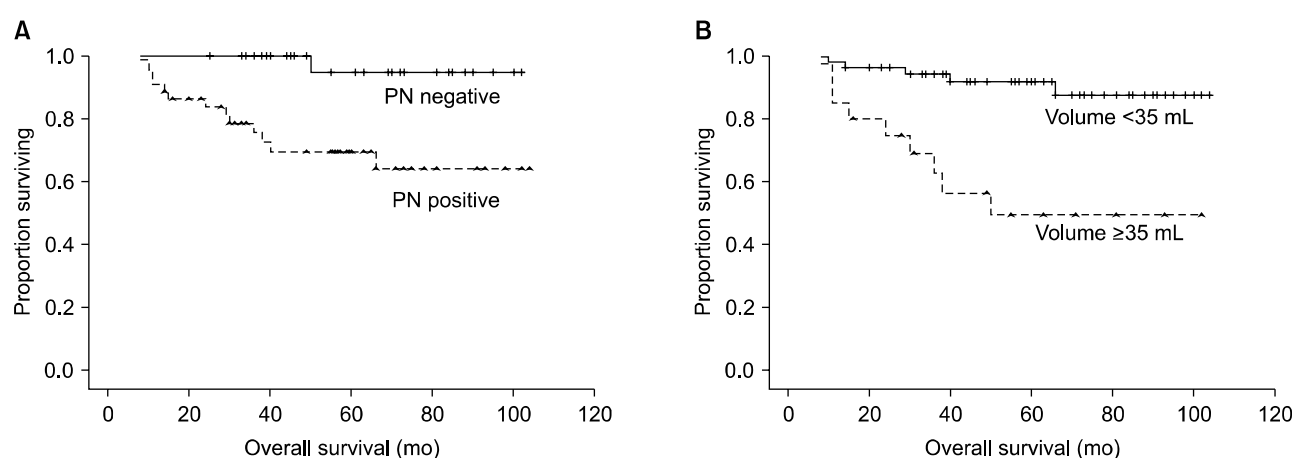 A
1.0
0.8
0.6
0.4
0.2
0.0
Proportion surviving
PN negative
PN positive
0 20 40 60 80 100 120
Overall survival (mo)
B
1.0
0.8
0.6
0.4
0.2
0.0
Proportion surviving
Volume <35 mL
Volume ≥35 mL
0 20 40 60 80 100 120
Overall survival (mo)